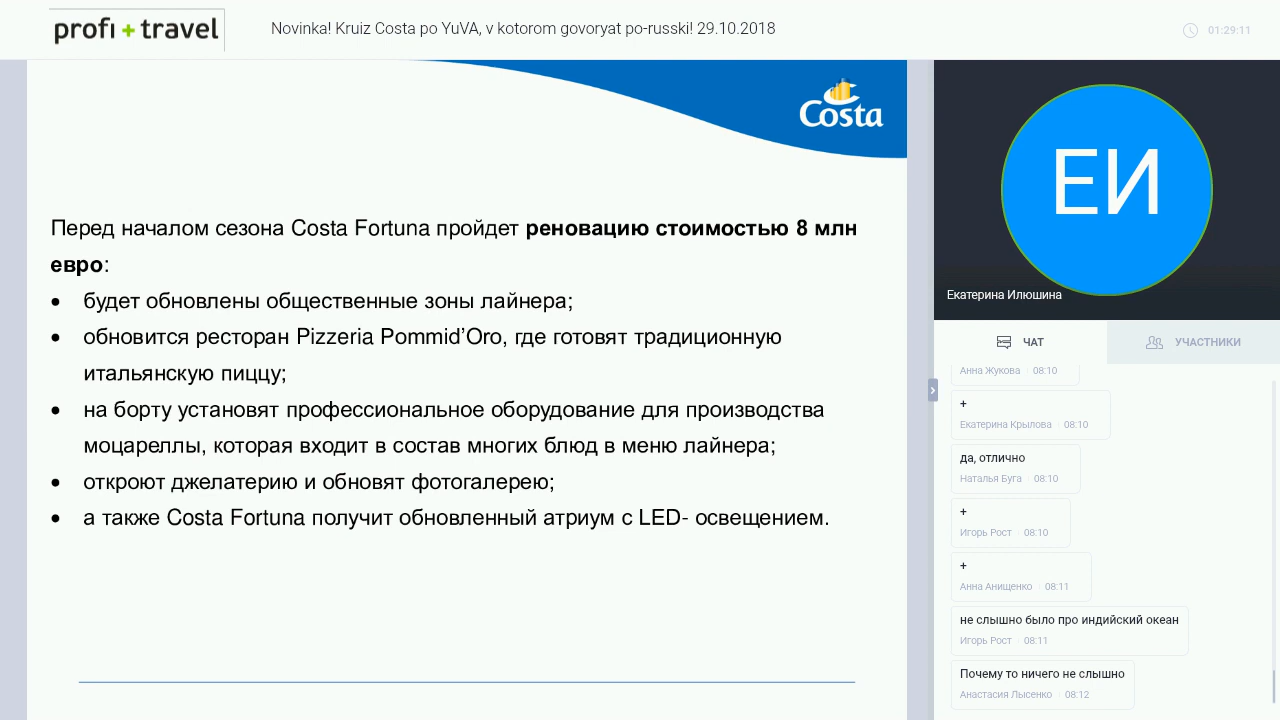 profi + travel
Novinka! Kruiz Costa po YuVA, v kotorom govoryat po-russki! 29.10.2018
01:29:11
Costa
Перед началом сезона Costa Fortuna пройдет реновацию стоимостью 8 млн
евро:
• будет обновлены общественные зоны лайнера;
• обновится ресторан Pizzeria Pommid’Oro, где готовят традиционную
итальянскую пиццу;
• на борту установят профессиональное оборудование для производства
моцареллы, которая входит в состав многих блюд в меню лайнера;
• откроют джелатерию и обновят фотогалерею;
• а также Costa Fortuna получит обновленный атриум с LED- освещением.
ЕИ
Екатерина Илюшина
ЧАТ
УЧАСТНИКИ
Анна Жукова 08:10
+
Екатерина Крылова 08:10
да, отлично
Наталья Буга 08:10
+
Игорь Рост 08:10
+
Анна Анищенко 08:11
не слышно было про индийский океан
Игорь Рост 08:11
Почему то ничего не слышно
Анастасия Лысенко 08:12